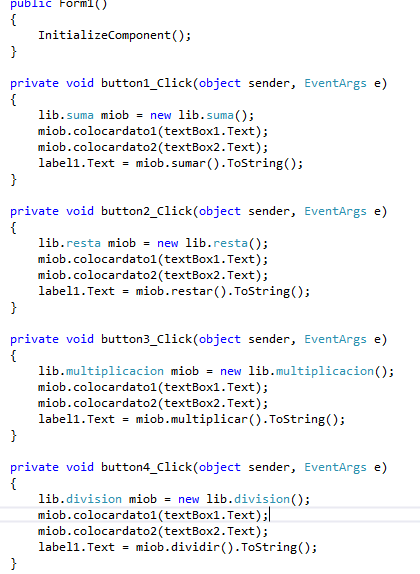 public Form1()
{
InitializeComponent();
}
private void button1_Click(object sender, EventArgs e)
{
lib.suma miob = new lib.suma();
miob.colocardato1(textBox1.Text);
miob.colocardato2(textBox2.Text);
label1.Text = miob.sumar().ToString();
}
private void button2_Click(object sender, EventArgs e)
{
lib.resta miob = new lib.resta();
miob.colocardato1(textBox1.Text);
miob.colocardato2(textBox2.Text);
label1.Text = miob.restar().ToString();
}
private void button3_Click(object sender, EventArgs e)
{
lib.multiplicacion miob = new lib.multiplicacion();
miob.colocardato1(textBox1.Text);
miob.colocardato2(textBox2.Text);
label1.Text = miob.multiplicar().ToString();
}
private void button4_Click(object sender, EventArgs e)
{
lib.division miob = new lib.division();
miob.colocardato1(textBox1.Text);
miob.colocardato2(textBox2.Text);
label1.Text = miob.dividir().ToString();
}